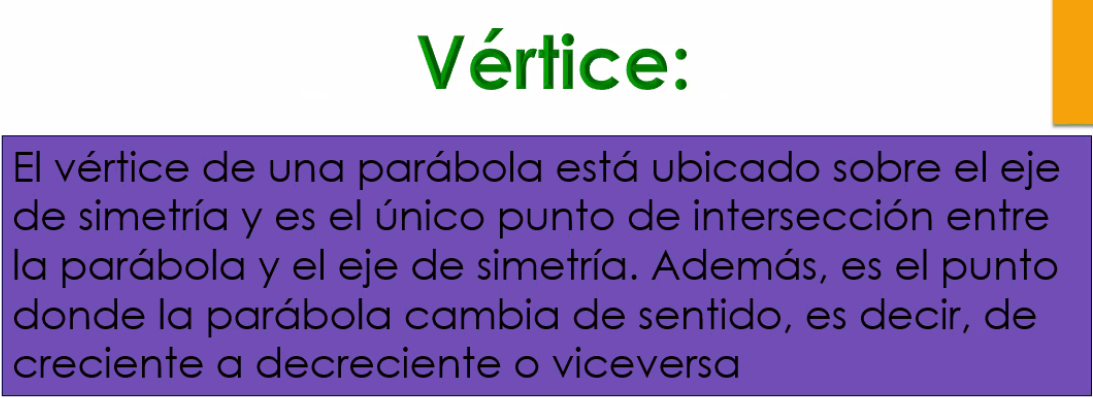 Vértice:
El vértice de una parábola está ubicado sobre el eje
de simetría y es el único punto de intersección entre
la parábola y el eje de simetría. Además, es el punto
donde la parábola cambia de sentido, es decir, de
creciente a decreciente o viceversa